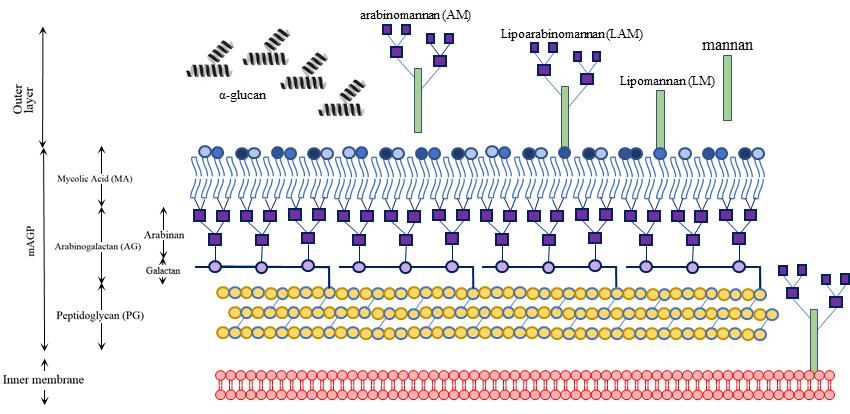 arabinomannan (AM)
Lipoarabinomannan (LAM)
mannan
Lipomannan (LM)
α-glucan
Outer
layer
Mycolic Acid (MA)
mAGP
Arabinan
Arabinogalactan (AG)
Galactan
Peptidoglycan (PG)
Inner membrane